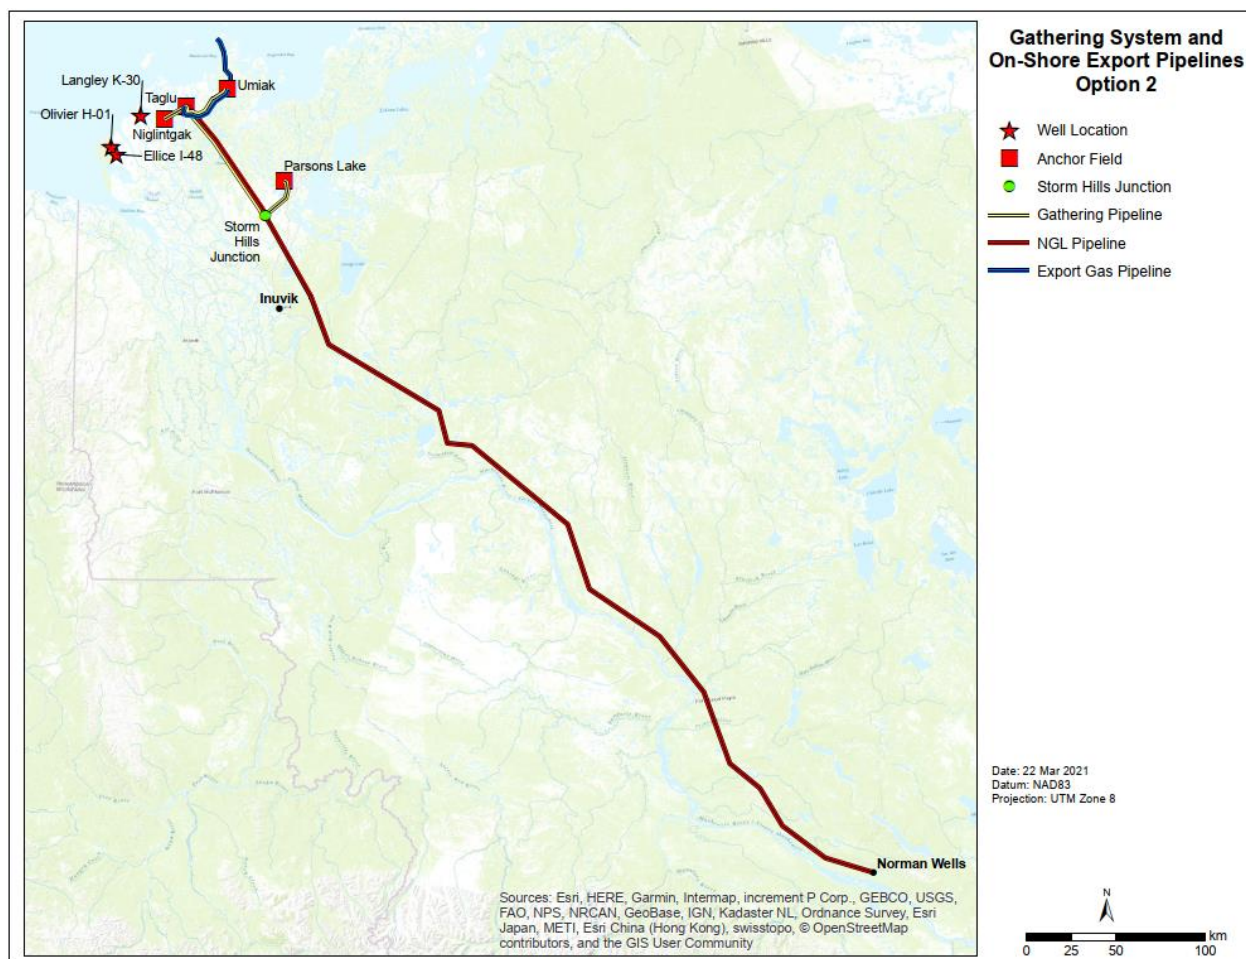 Gathering System and
On-Shore Export Pipelines
Option 2
Well Location
Anchor Field
Storm Hills Junction
Gathering Pipeline
NGL Pipeline
Export Gas Pipeline
Langley K-30
Umiak
Taglu
Olivier H-01
Niglintgak
Ellice I-48
Parsons Lake
Storm
Hills
Junction
Inuvik
Norman Wells
Date: 22 Mar 2021
Datum: NAD83
Projection: UTM Zone 8
Sources: Esri, HERE, Garmin, Intermap, increment P Corp., GEBCO, USGS,
FAO, NPS, NRCAN, GeoBase, IGN, Kadaster NL, Ordnance Survey, Esri
Japan, METI, Esri China (Hong Kong), swisstopo, © OpenStreetMap
contributors, and the GIS User Community
N
km
0 25 50 100